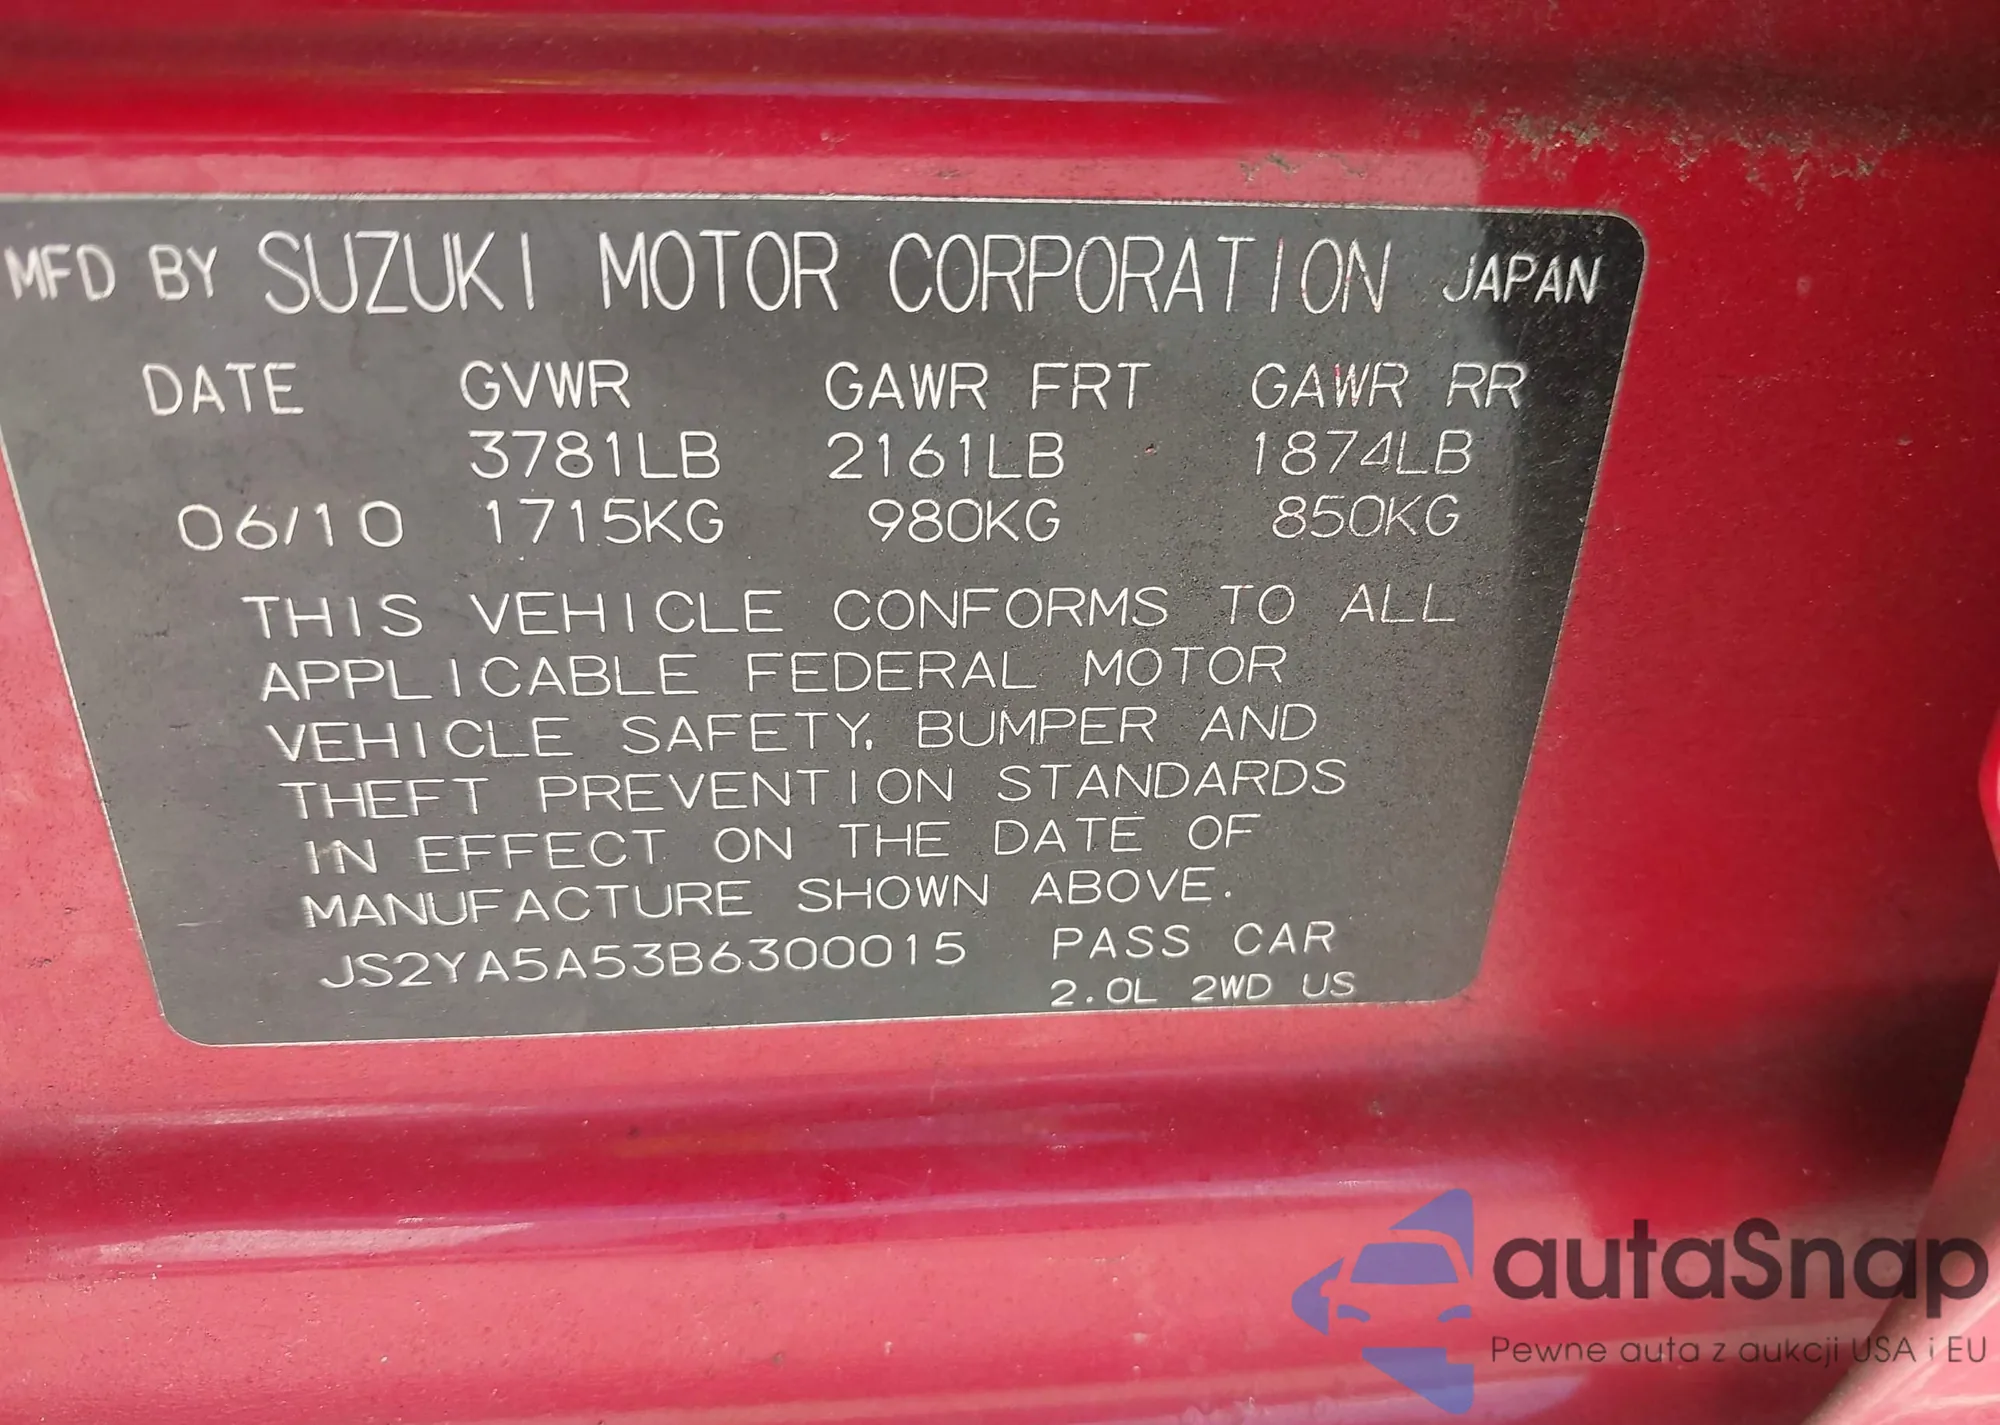 MFD BY SUZUKI MOTOR CORPORATION JAPAN
DATE GVWR GAWR FRT GAWR RR
3781LB 2161LB 1874LB
06/10 1715KG 980KG 850KG
THIS VEHICLE CONFORMS TO ALL
APPLICABLE FEDERAL MOTOR
VEHICLE SAFETY, BUMPER AND
THEFT PREVENTION STANDARDS
IN EFFECT ON THE DATE OF
MANUFACTURE SHOWN ABOVE.
JS2YA5A53B6300015 PASS CAR
2.0L 2WD US
autaSnap
Pewne auta z aukcji USA i EU